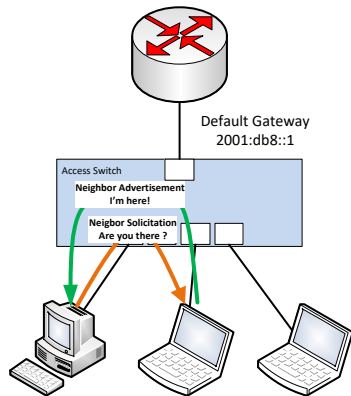 Default Gateway
2001:db8::1
Access Switch
Neighbor Advertisement
I'm here!
Neigbor Solicitation
Are you there ?